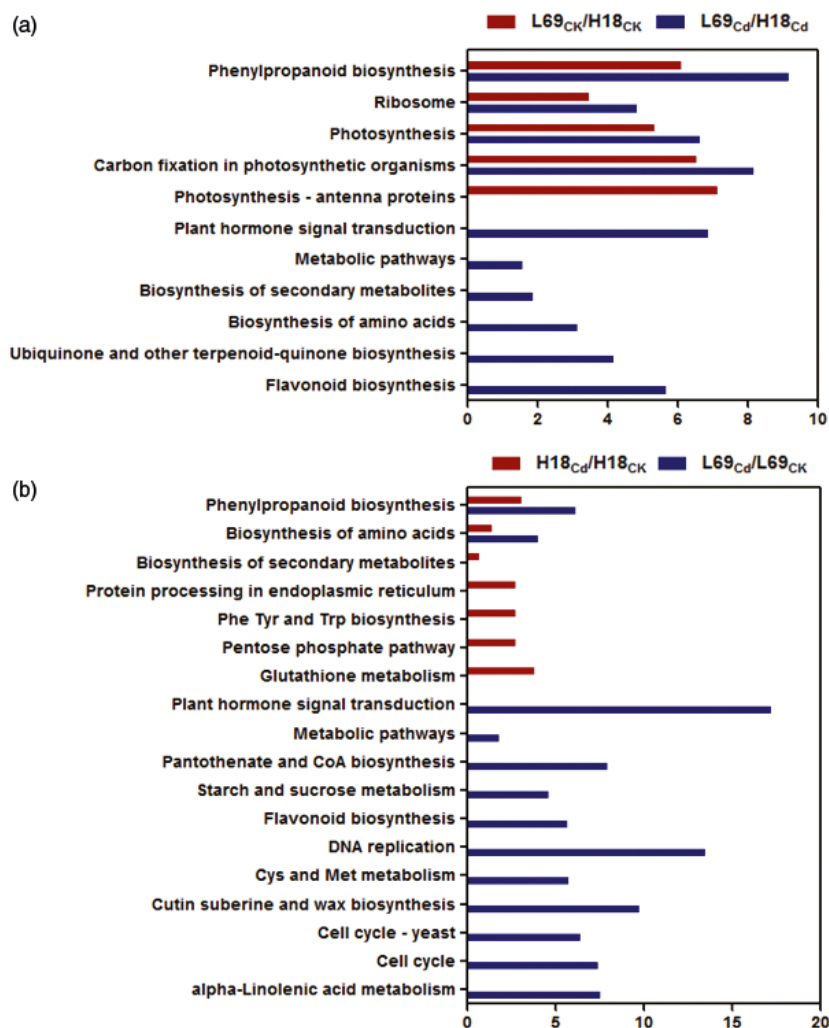 (a)
L69CK/H18CK L69Cd/H18Cd
Phenylpropanoid biosynthesis
Ribosome
Photosynthesis
Carbon fixation in photosynthetic organisms
Photosynthesis - antenna proteins
Plant hormone signal transduction
Metabolic pathways
Biosynthesis of secondary metabolites
Biosynthesis of amino acids
Ubiquinone and other terpenoid-quinone biosynthesis
Flavonoid biosynthesis
0 2 4 6 8 10
(b)
H18Cd/H18CK L69Cd/L69CK
Phenylpropanoid biosynthesis
Biosynthesis of amino acids
Biosynthesis of secondary metabolites
Protein processing in endoplasmic reticulum
Phe Tyr and Trp biosynthesis
Pentose phosphate pathway
Glutathione metabolism
Plant hormone signal transduction
Metabolic pathways
Pantothenate and CoA biosynthesis
Starch and sucrose metabolism
Flavonoid biosynthesis
DNA replication
Cys and Met metabolism
Cutin suberine and wax biosynthesis
Cell cycle - yeast
Cell cycle
alpha-Linolenic acid metabolism
0 5 10 15 20